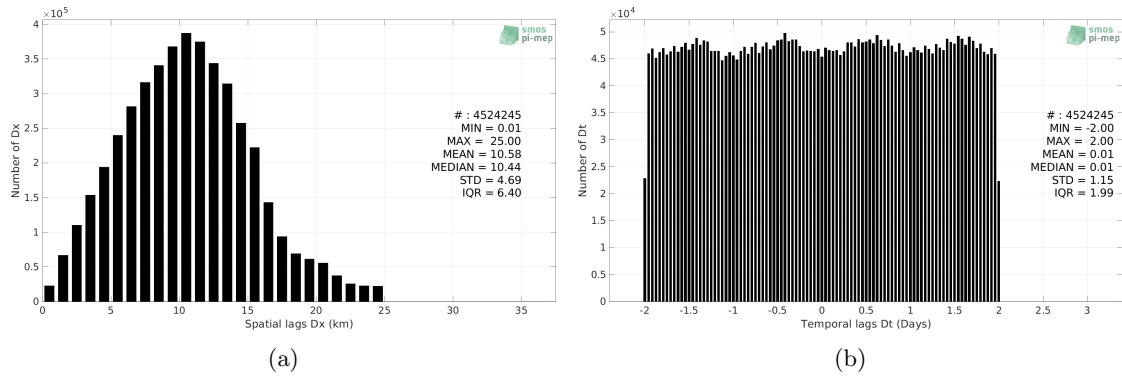 ×10⁵
4
3.5
3
2.5
2
1.5
1
0.5
0
Number of Dx
0 5 10 15 20 25 30 35
Spatial lags Dx (km)
smos
pi-mep
# : 4524245
MIN = 0.01
MAX = 25.00
MEAN = 10.58
MEDIAN = 10.44
STD = 4.69
IQR = 6.40
(a)
×10⁴
5
4.5
4
3.5
3
2.5
2
1.5
1
0.5
0
Number of Dt
-2 -1.5 -1 -0.5 0 0.5 1 1.5 2 2.5 3
Temporal lags Dt (Days)
smos
pi-mep
# : 4524245
MIN = -2.00
MAX = 2.00
MEAN = 0.01
MEDIAN = 0.01
STD = 1.15
IQR = 1.99
(b)